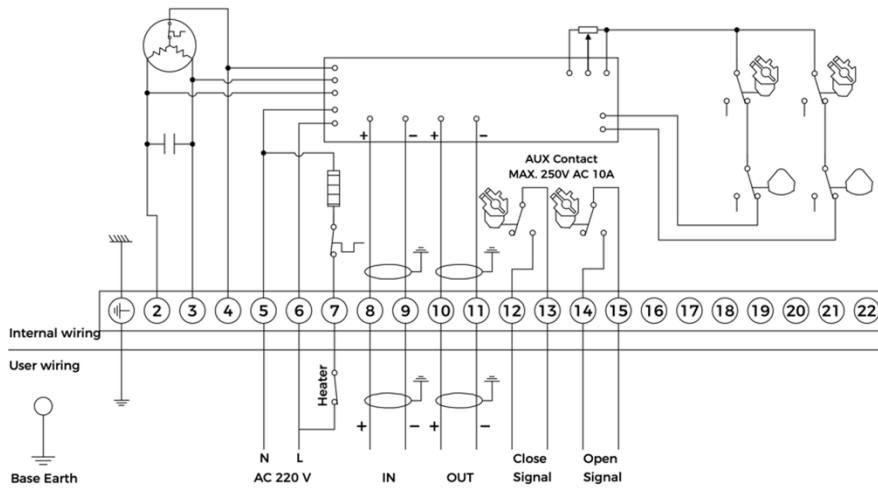 + − + −
AUX Contact
MAX. 250V AC 10A
2 3 4 5 6 7 8 9 10 11 12 13 14 15 16 17 18 19 20 21 22
Internal wiring
User wiring
Heater
+ − + −
N L Close Open
Base Earth AC 220 V IN OUT Signal Signal